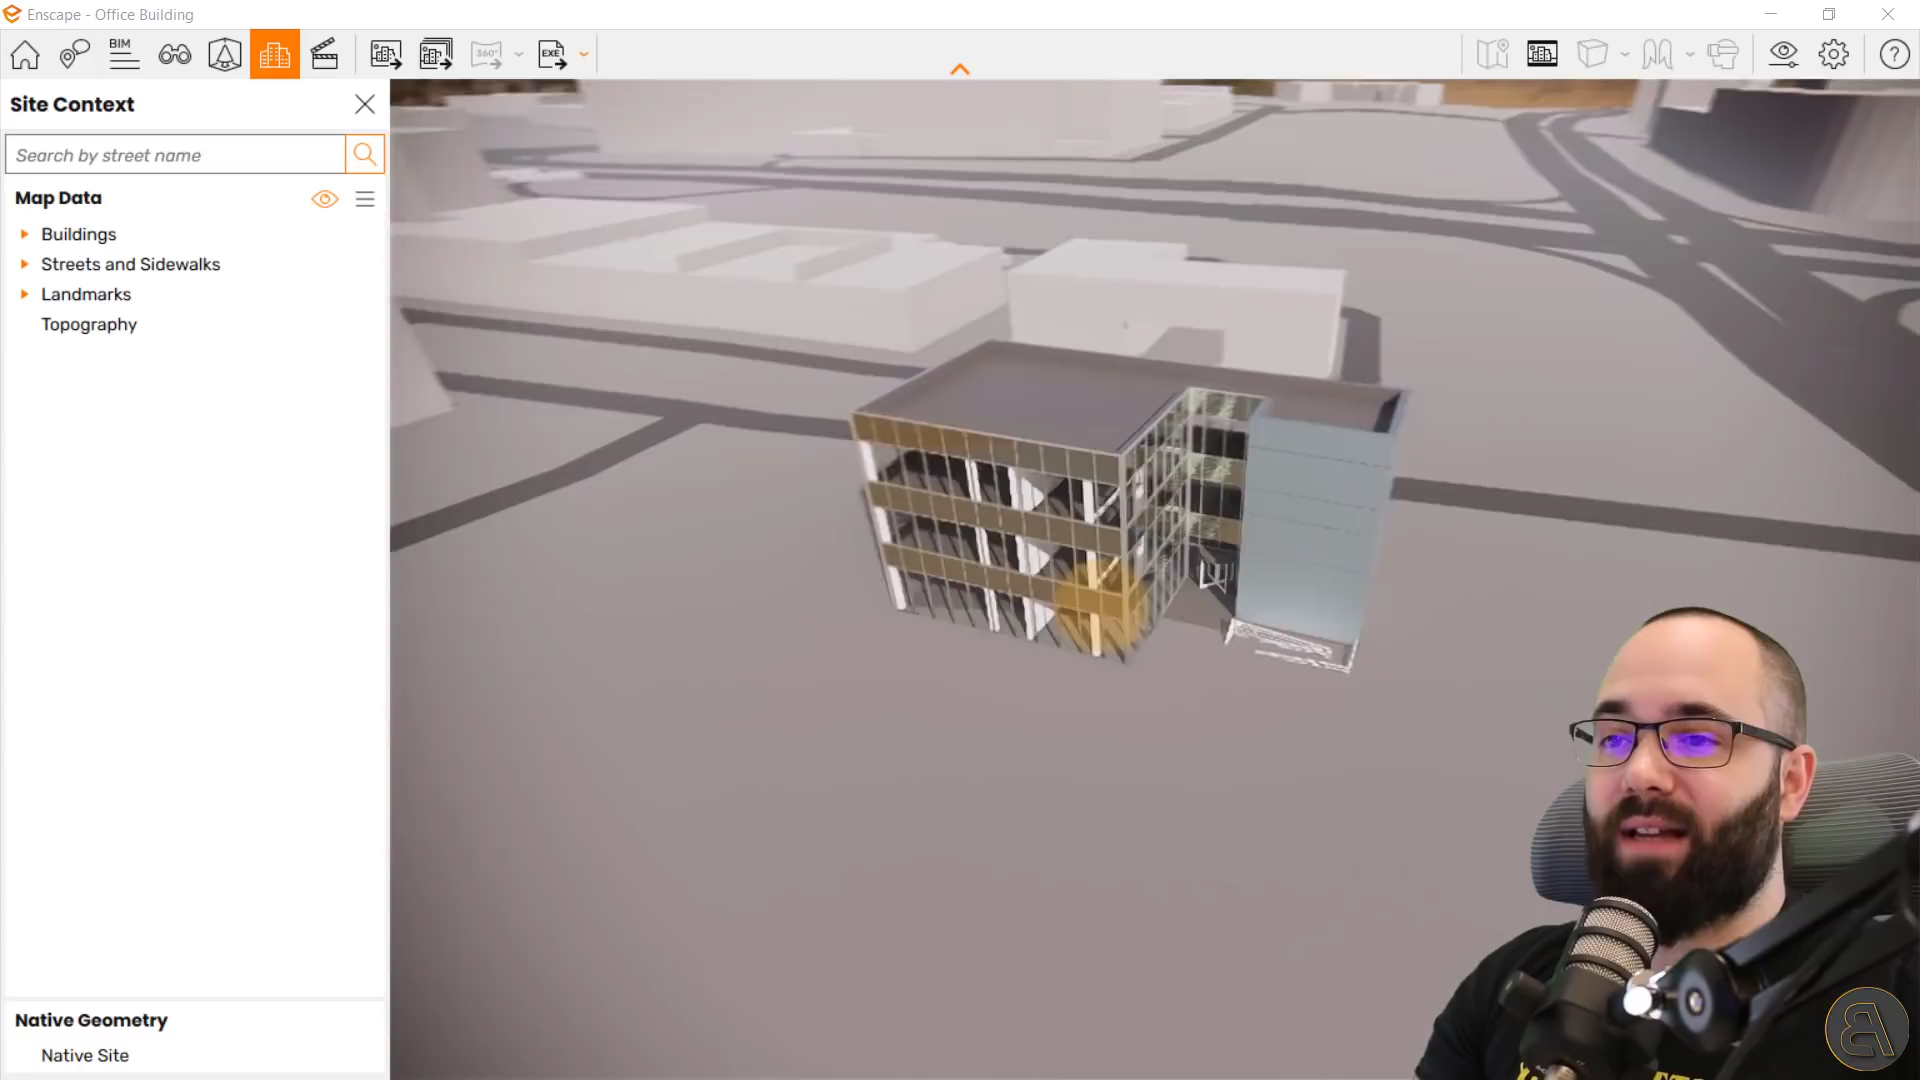 Enscape - Office Building
BIM
360°
EXE
Site Context
Search by street name
Map Data
Buildings
Streets and Sidewalks
Landmarks
Topography
Native Geometry
Native Site